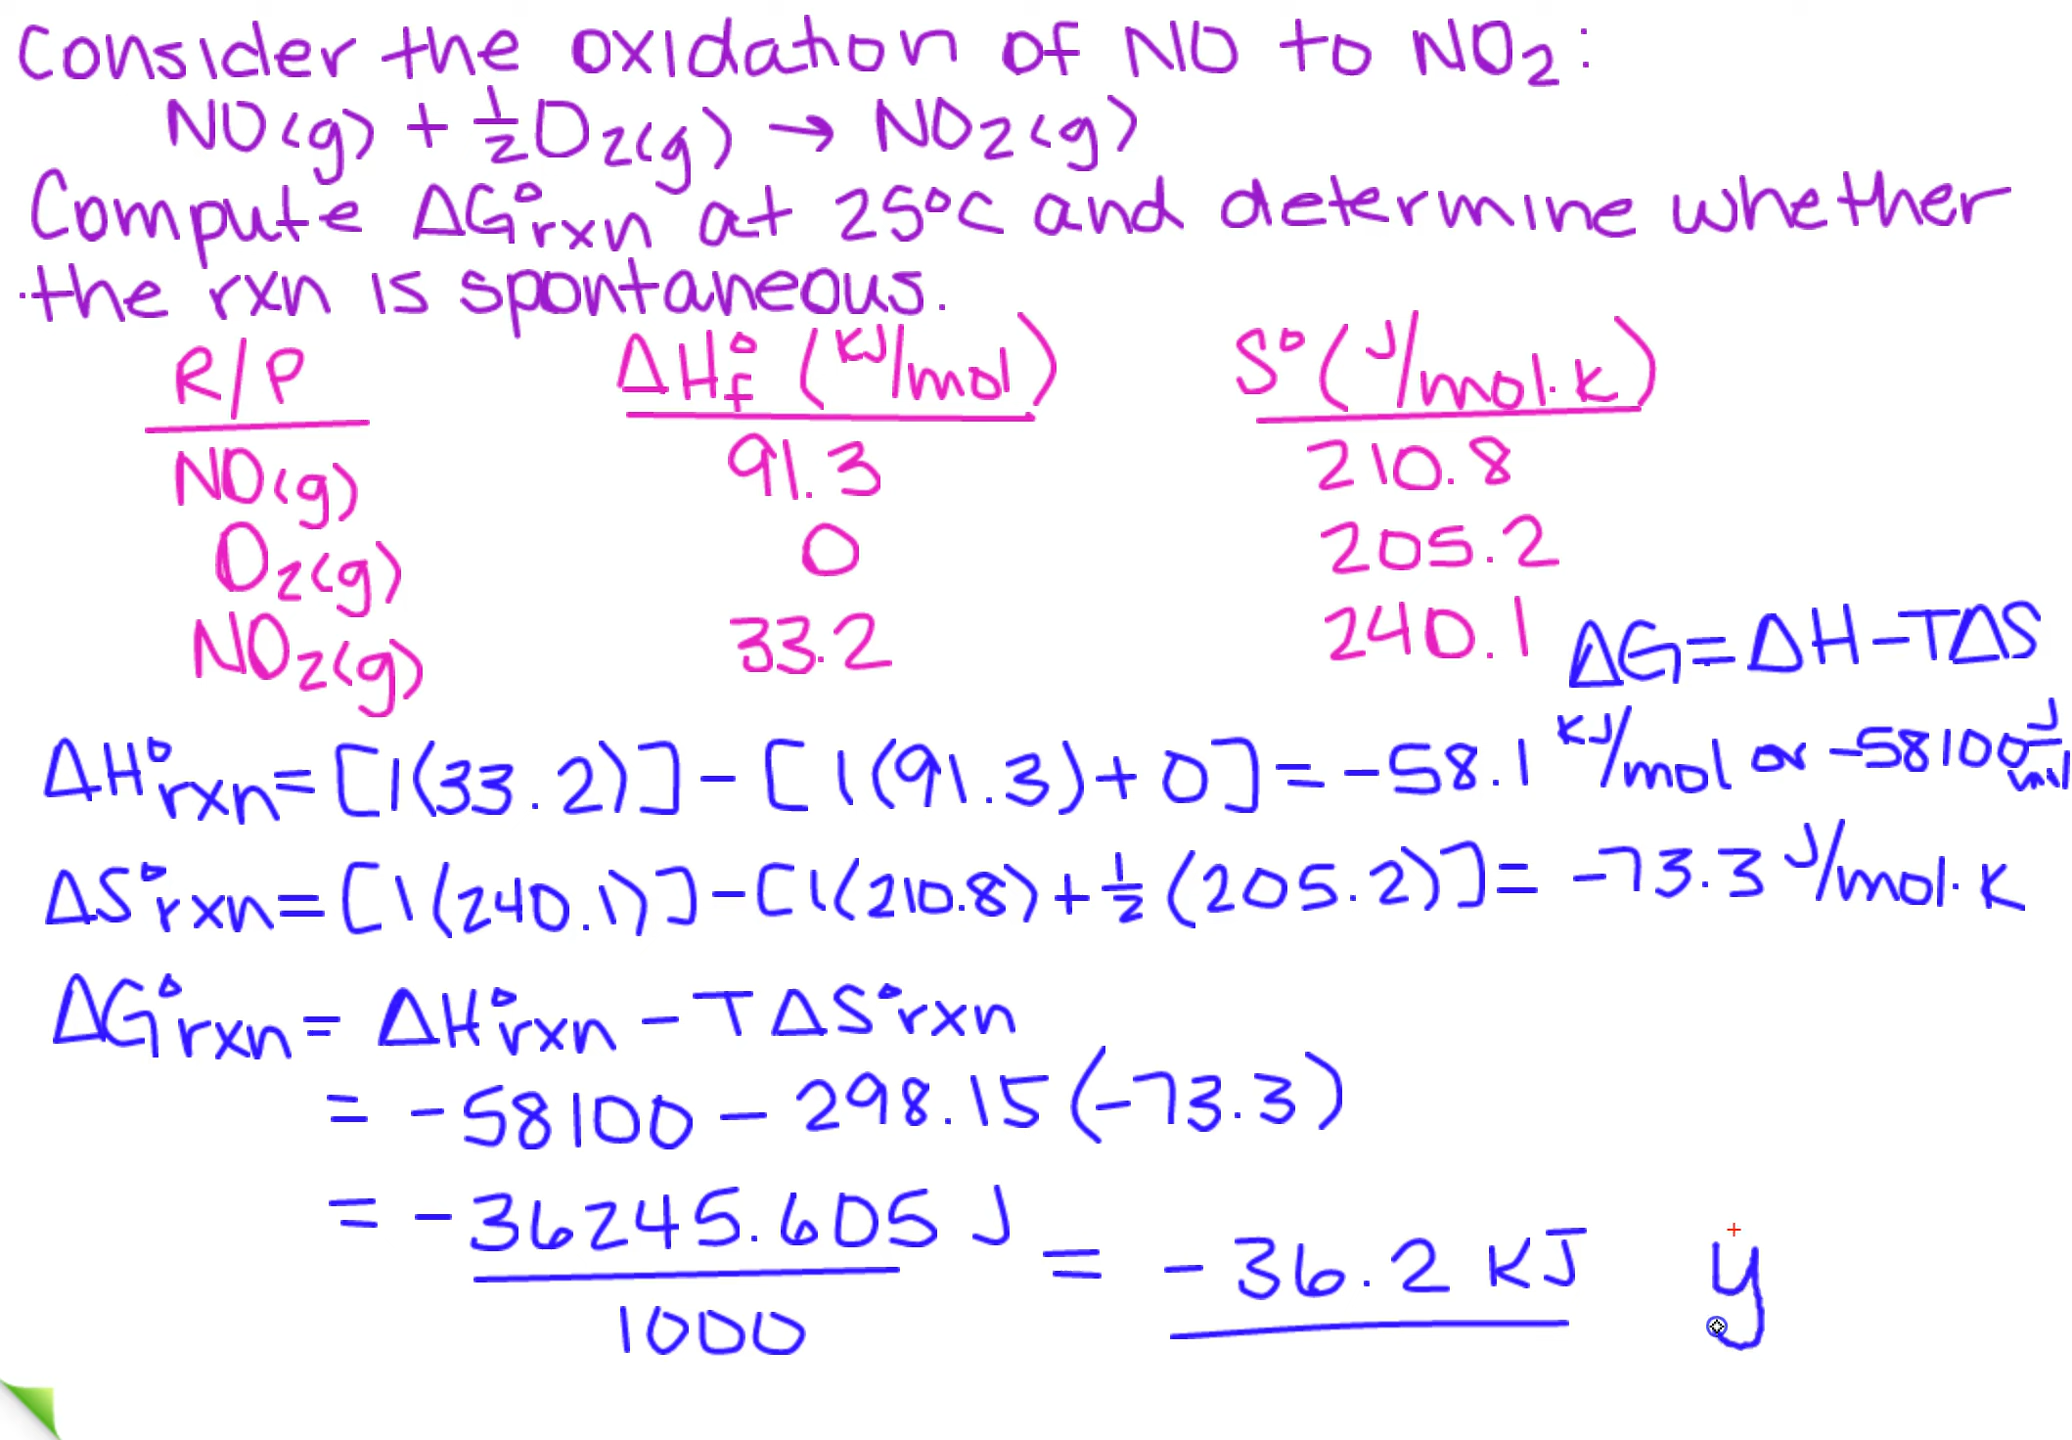 Consider the oxidation of NO to NO₂:
NO(g) + ½O₂(g) → NO₂(g)
Compute ΔG°rxn at 25°C and determine whether
the rxn is spontaneous.
R/P ΔH°f (kJ/mol) S° (J/mol·K)
NO(g) 91.3 210.8
O₂(g) 0 205.2
NO₂(g) 33.2 240.1
ΔG = ΔH - TΔS
ΔH°rxn = [1(33.2)] - [1(91.3) + 0] = -58.1 kJ/mol or -58100 J/mol
ΔS°rxn = [1(240.1)] - [1(210.8) + ½(205.2)] = -73.3 J/mol·K
ΔG°rxn = ΔH°rxn - TΔS°rxn
= -58100 - 298.15(-73.3)
= -36245.605 J / 1000 = -36.2 KJ y